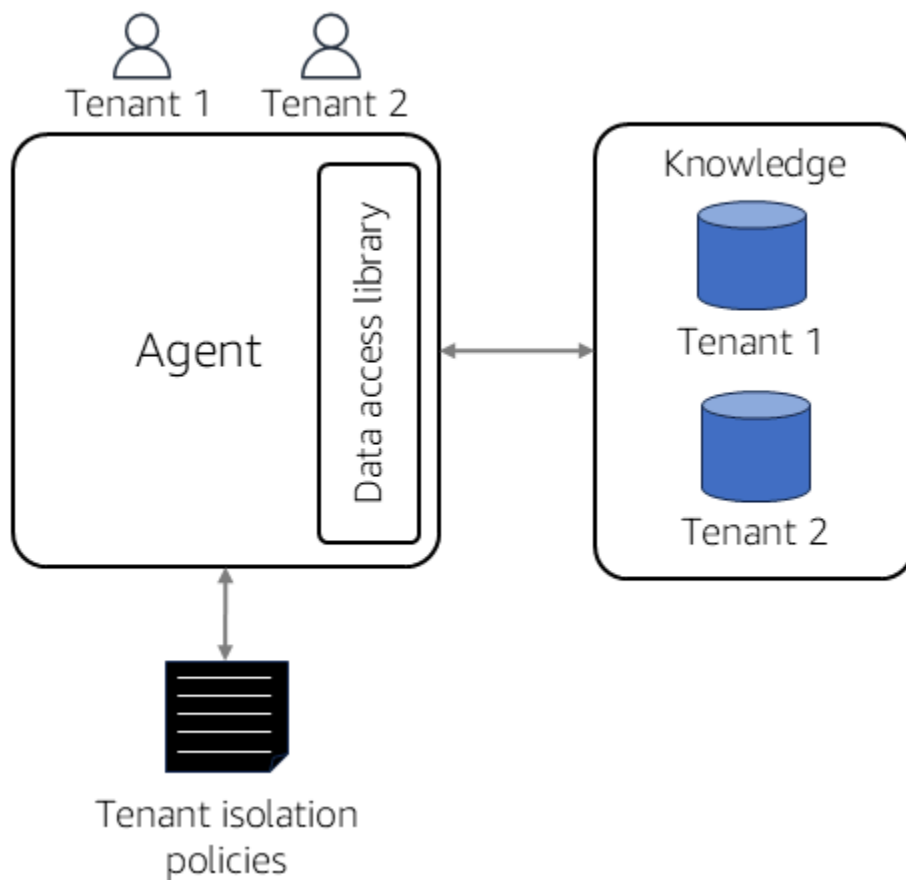 Tenant 1
Tenant 2
Agent
Data access library
Knowledge
Tenant 1
Tenant 2
Tenant isolation
policies